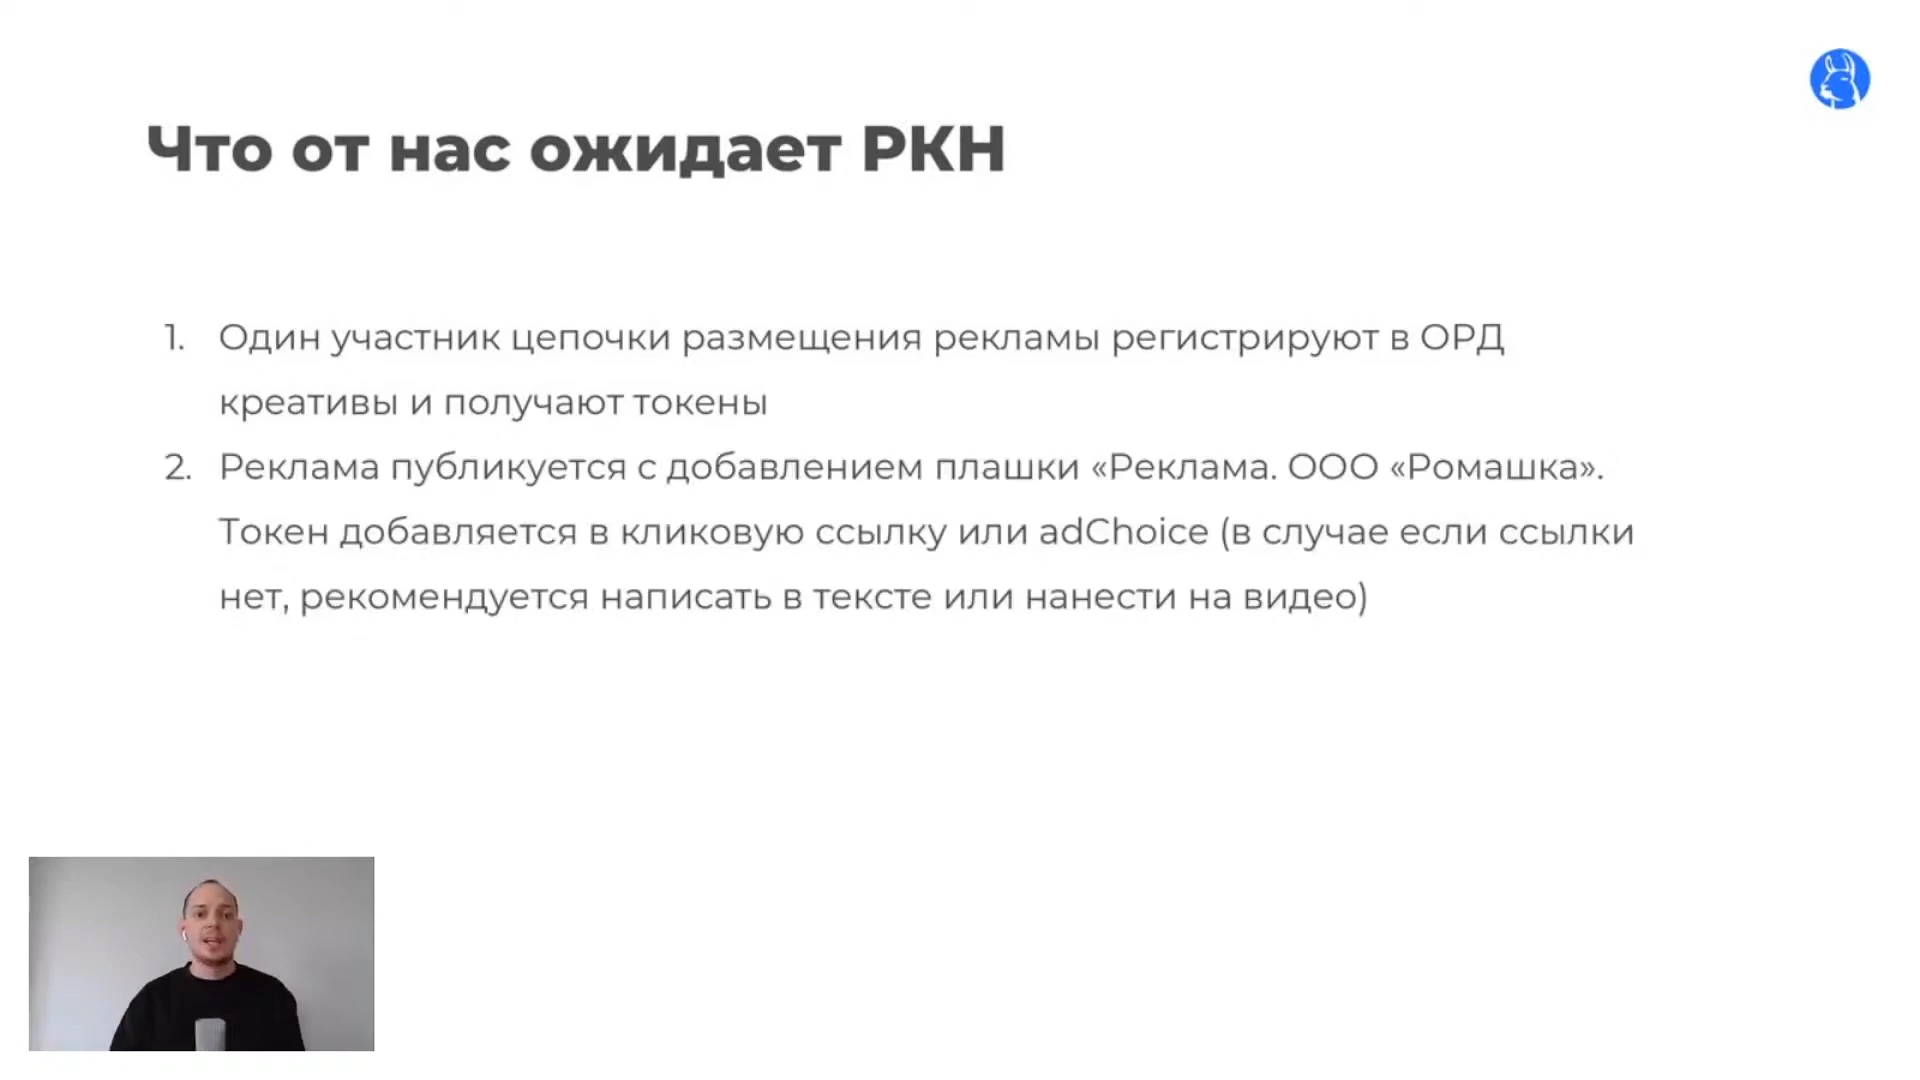 Что от нас ожидает РКН
1. Один участник цепочки размещения рекламы регистрируют в ОРД
креативы и получают токены
2. Реклама публикуется с добавлением плашки «Реклама. ООО «Ромашка».
Токен добавляется в кликовую ссылку или adChoice (в случае если ссылки
нет, рекомендуется написать в тексте или нанести на видео)